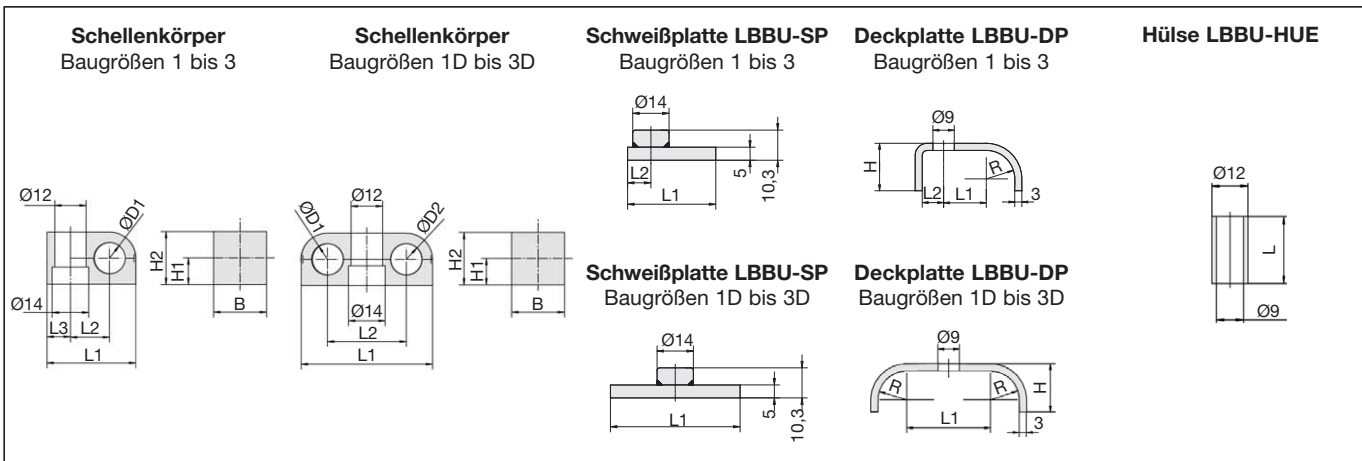 Schellenkörper
Baugrößen 1 bis 3
Schellenkörper
Baugrößen 1D bis 3D
Schweißplatte LBBU-SP
Baugrößen 1 bis 3
Deckplatte LBBU-DP
Baugrößen 1 bis 3
Hülse LBBU-HUE
Ø12
ØD1
H2
H1
Ø14
L3
L2
L1
B
Ø12
ØD1
ØD2
H2
H1
Ø14
L2
L1
B
Ø14
L2
L1
5
10,3
Ø9
H
R
L2
L1
3
Ø12
L
Ø9
Schweißplatte LBBU-SP
Baugrößen 1D bis 3D
Ø14
L1
5
10,3
Deckplatte LBBU-DP
Baugrößen 1D bis 3D
Ø9
R
R
H
L1
3